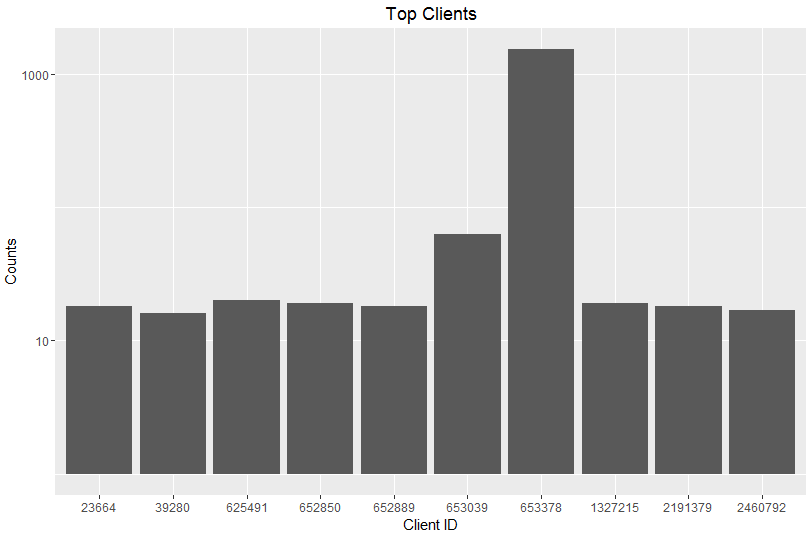 Top Clients
1000
10
Counts
23664 39280 625491 652850 652889 653039 653378 1327215 2191379 2460792
Client ID